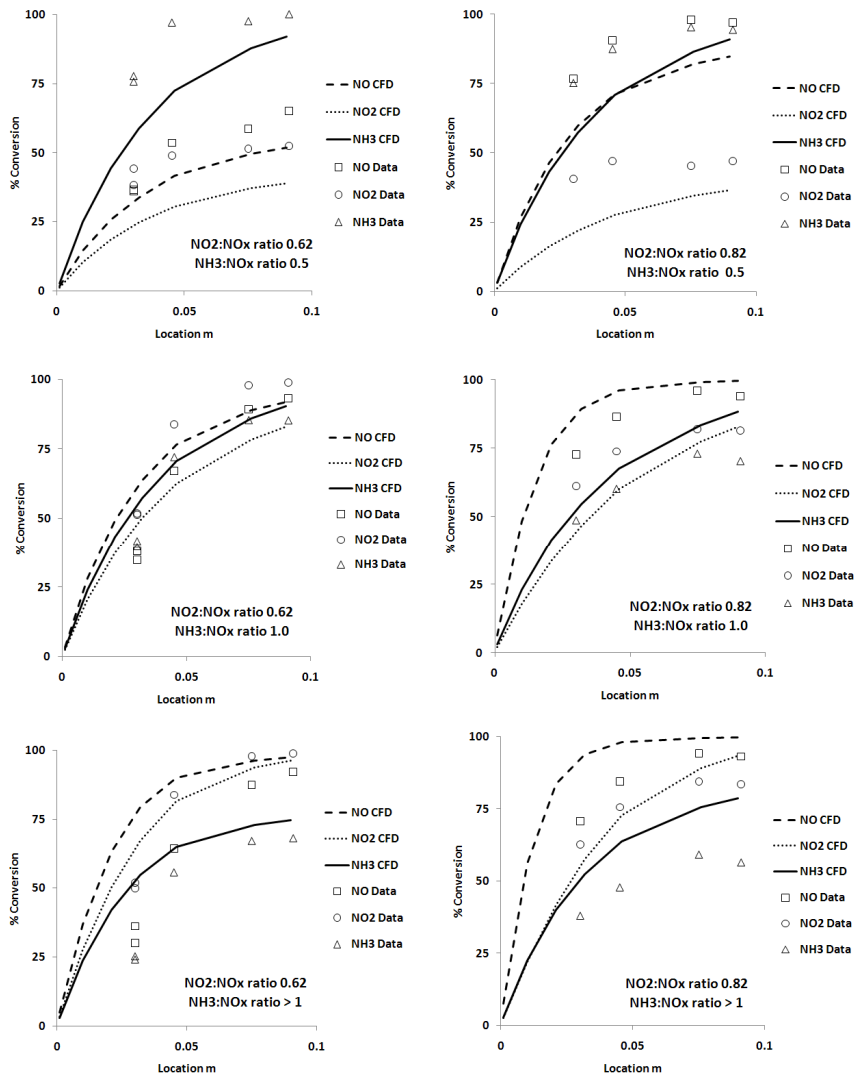 100
75
50
25
0
% Conversion
0
0.05
0.1
Location m
NO CFD
NO2 CFD
NH3 CFD
NO Data
NO2 Data
NH3 Data
NO2:NOx ratio 0.62
NH3:NOx ratio 0.5
100
75
50
25
0
% Conversion
0
0.05
0.1
Location m
NO CFD
NO2 CFD
NH3 CFD
NO Data
NO2 Data
NH3 Data
NO2:NOx ratio 0.82
NH3:NOx ratio 0.5
100
75
50
25
0
% Conversion
0
0.05
0.1
Location m
NO CFD
NO2 CFD
NH3 CFD
NO Data
NO2 Data
NH3 Data
NO2:NOx ratio 0.62
NH3:NOx ratio 1.0
100
75
50
25
0
% Conversion
0
0.05
0.1
Location m
NO CFD
NO2 CFD
NH3 CFD
NO Data
NO2 Data
NH3 Data
NO2:NOx ratio 0.82
NH3:NOx ratio 1.0
100
75
50
25
0
% Conversion
0
0.05
0.1
Location m
NO CFD
NO2 CFD
NH3 CFD
NO Data
NO2 Data
NH3 Data
NO2:NOx ratio 0.62
NH3:NOx ratio > 1
100
75
50
25
0
% Conversion
0
0.05
0.1
Location m
NO CFD
NO2 CFD
NH3 CFD
NO Data
NO2 Data
NH3 Data
NO2:NOx ratio 0.82
NH3:NOx ratio > 1